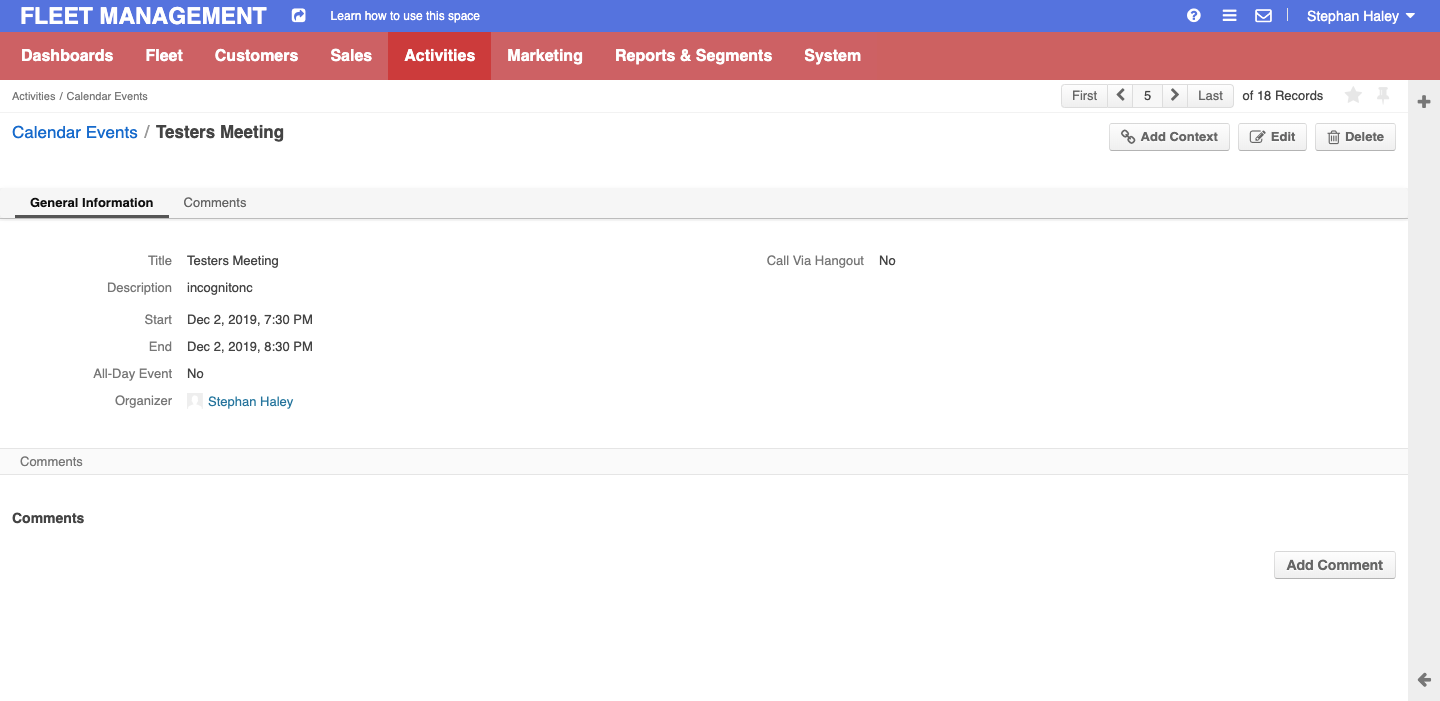 FLEET MANAGEMENT Learn how to use this space Stephan Haley
Dashboards Fleet Customers Sales Activities Marketing Reports & Segments System
Activities / Calendar Events First 5 Last of 18 Records
Calendar Events / Testers Meeting Add Context Edit Delete
General Information Comments
Title Testers Meeting Call Via Hangout No
Description incognitonc
Start Dec 2, 2019, 7:30 PM
End Dec 2, 2019, 8:30 PM
All-Day Event No
Organizer Stephan Haley
Comments
Comments
Add Comment